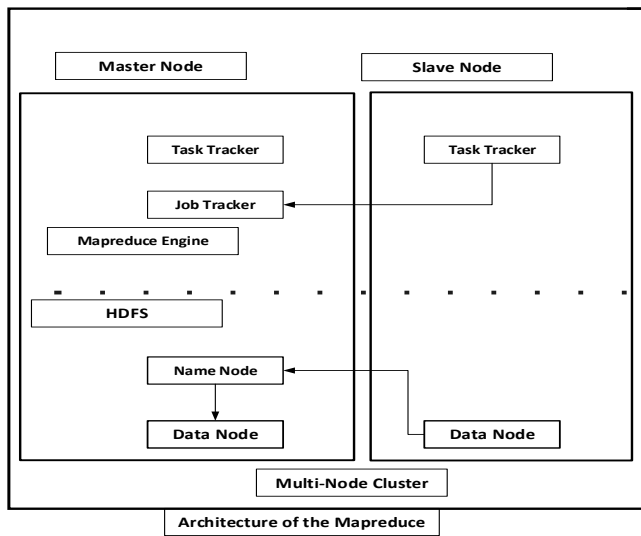 Master Node
Slave Node
Task Tracker
Task Tracker
Job Tracker
Mapreduce Engine
HDFS
Name Node
Data Node
Data Node
Multi-Node Cluster
Architecture of the Mapreduce